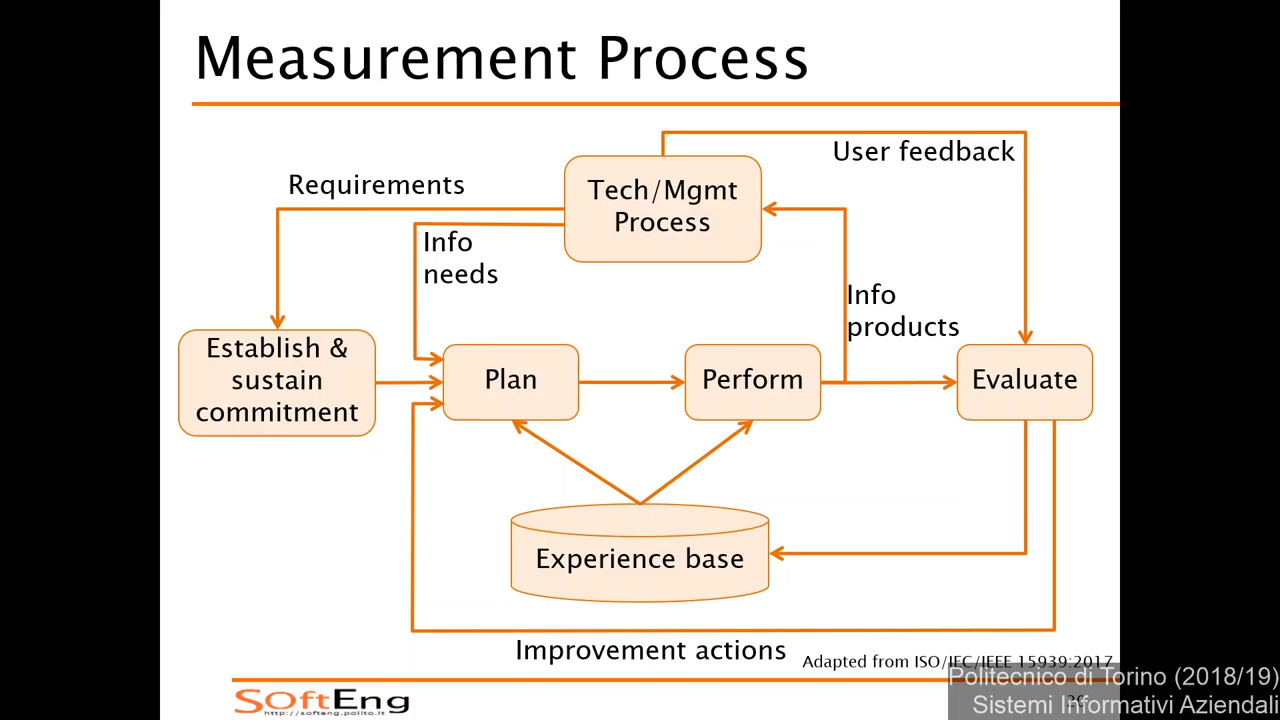 Measurement Process
User feedback
Requirements
Tech/Mgmt
Process
Info
needs
Info
products
Establish &
sustain
commitment
Plan
Perform
Evaluate
Experience base
Improvement actions
Adapted from ISO/IEC/IEEE 15939:2017
SoftEng
http://softeng.polito.it
Politecnico di Torino (2018/19)
Sistemi Informativi Aziendali